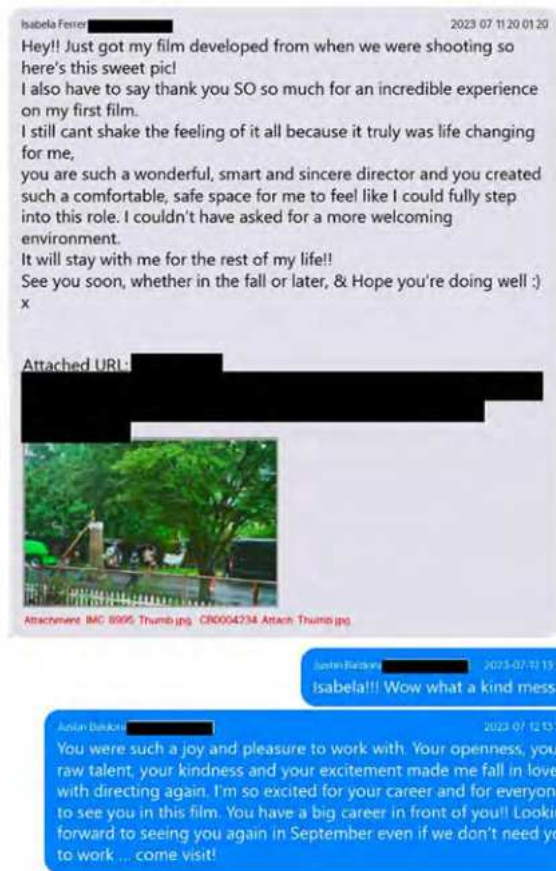 Isabela Ferrer
2023 07 11 20 01 20
Hey!! Just got my film developed from when we were shooting so
here's this sweet pic!
I also have to say thank you SO so much for an incredible experience
on my first film.
I still cant shake the feeling of it all because it truly was life changing
for me,
you are such a wonderful, smart and sincere director and you created
such a comfortable, safe space for me to feel like I could fully step
into this role. I couldn't have asked for a more welcoming
environment.
It will stay with me for the rest of my life!!
See you soon, whether in the fall or later, & Hope you're doing well :)
x
Attached URL:
Attachment IMG 8995 Thumb.jpg CB0004234 Attach Thumb.jpg
Justin Baldoni
Isabela!!! Wow what a kind mess
Justin Baldoni
2023 07 12 13
You were such a joy and pleasure to work with. Your openness, you
raw talent, your kindness and your excitement made me fall in love
with directing again. I'm so excited for your career and for everyon
to see you in this film. You have a big career in front of you!! Looki
forward to seeing you again in September even if we don't need yo
to work ... come visit!